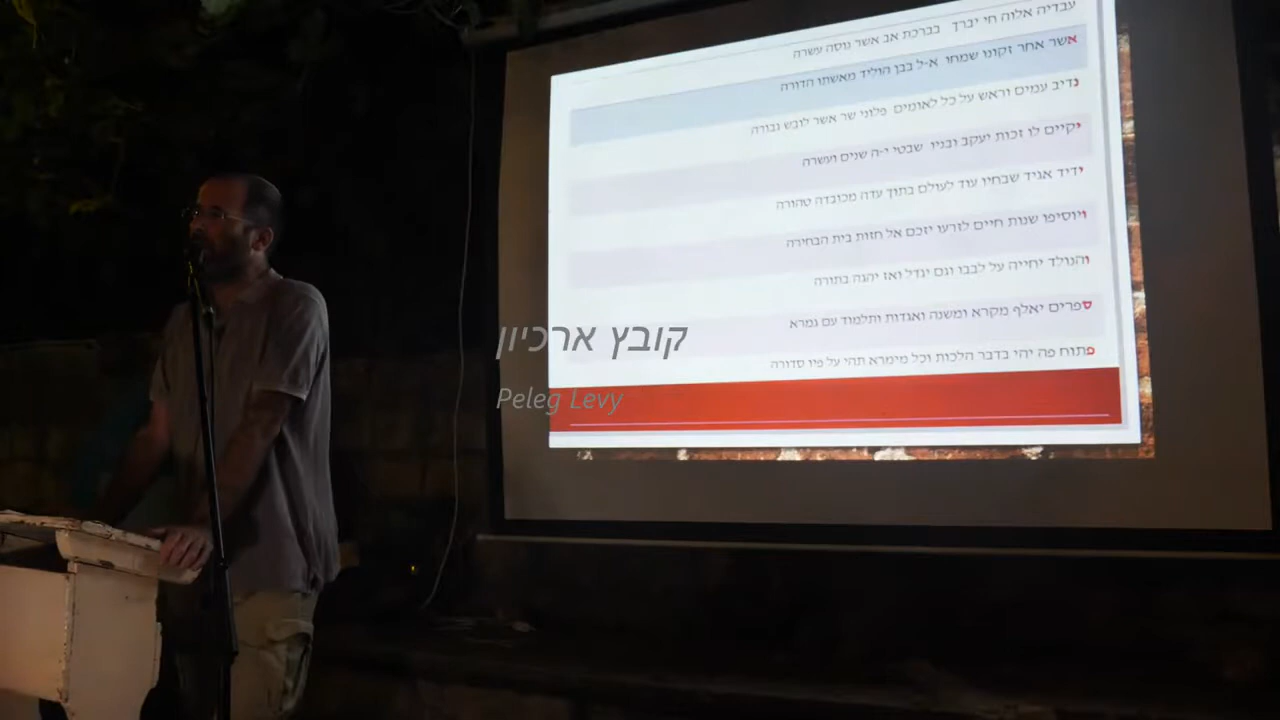 עבדיה אלוה חי יברך בברכת אב אשר נוסה עשרה
אשר אחר זקונו שמחו א-ל בבן הוליד מאשתו הדורה
נדיב עמים וראש על כל לאומים פלוני שר אשר לובש גבורה
יקיים לו זכות יעקב ובניו שבטי י-ה שנים ועשרה
ידיד אגיד שבחיו עוד לעולם בתוך עדה מכובדה טהורה
ויוסיפו שנות חיים לזרעו יזכם אל חזות בית הבחירה
והנולד יחייה על לבבו וגם יגדל ואז יהגה בתורה
ספרים יאלף מקרא ומשנה ואגדות ותלמוד עם גמרא
פתוח פה יהי בדבר הלכות וכל מימרא תהי על פיו סדורה
קובץ ארכיון
Peleg Levy